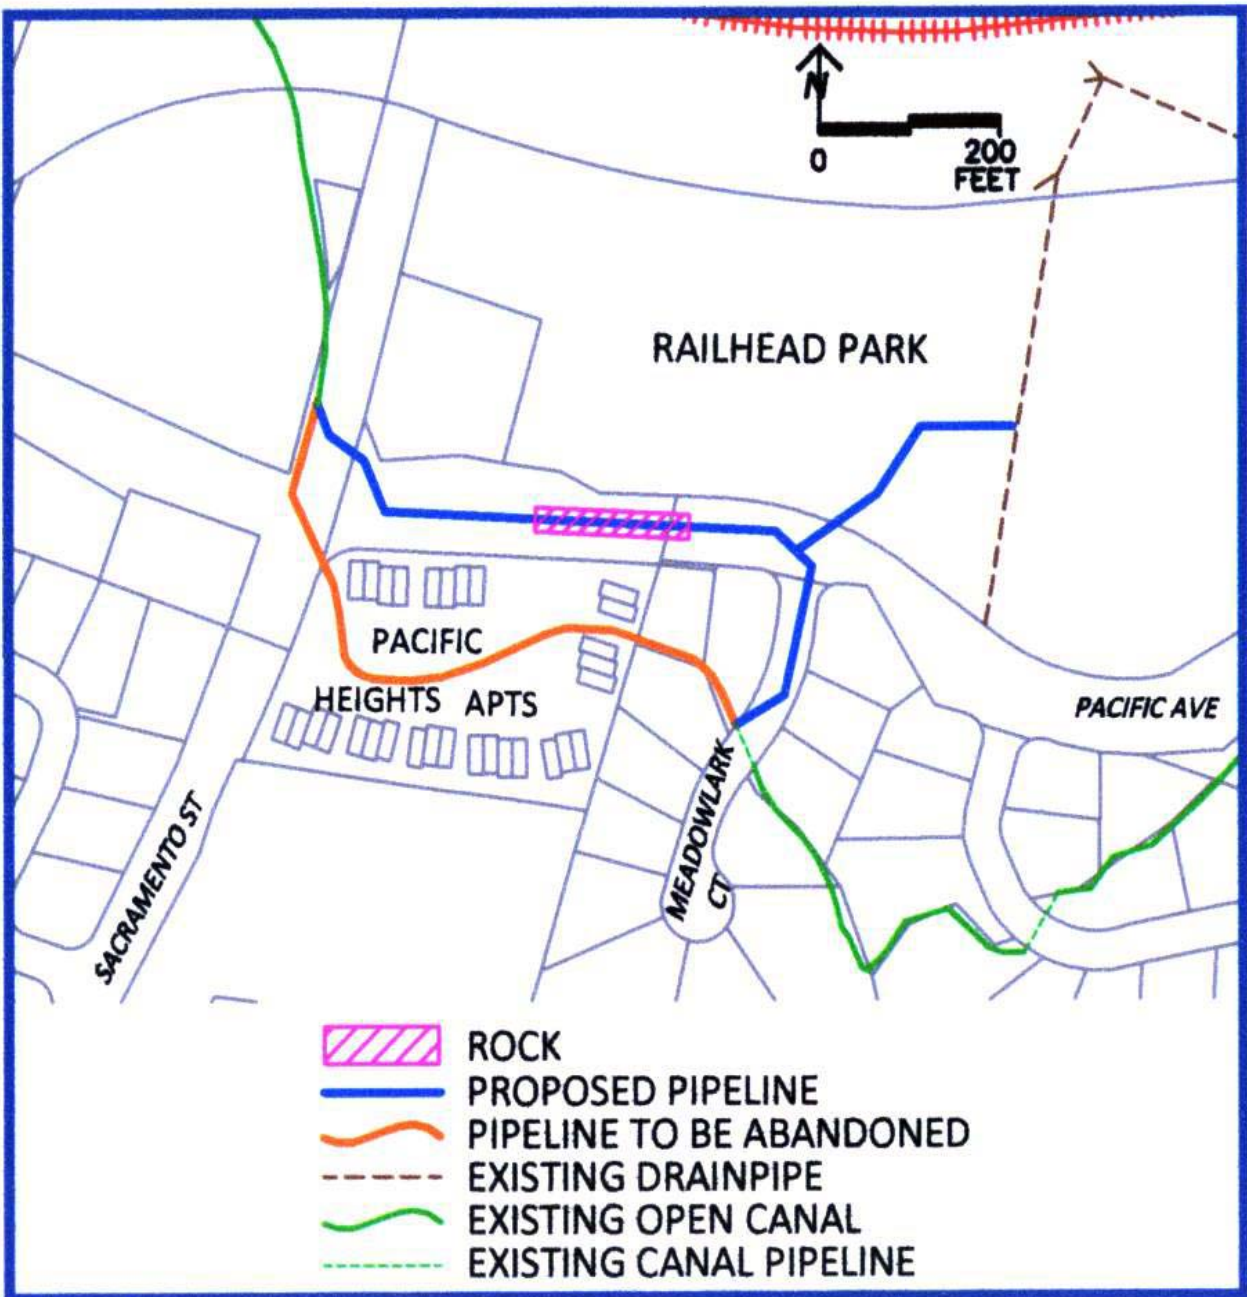 N
0 200
FEET
RAILHEAD PARK
PACIFIC
HEIGHTS APTS
PACIFIC AVE
MEADOWLARK
CT
SACRAMENTO ST
ROCK
PROPOSED PIPELINE
PIPELINE TO BE ABANDONED
EXISTING DRAINPIPE
EXISTING OPEN CANAL
EXISTING CANAL PIPELINE